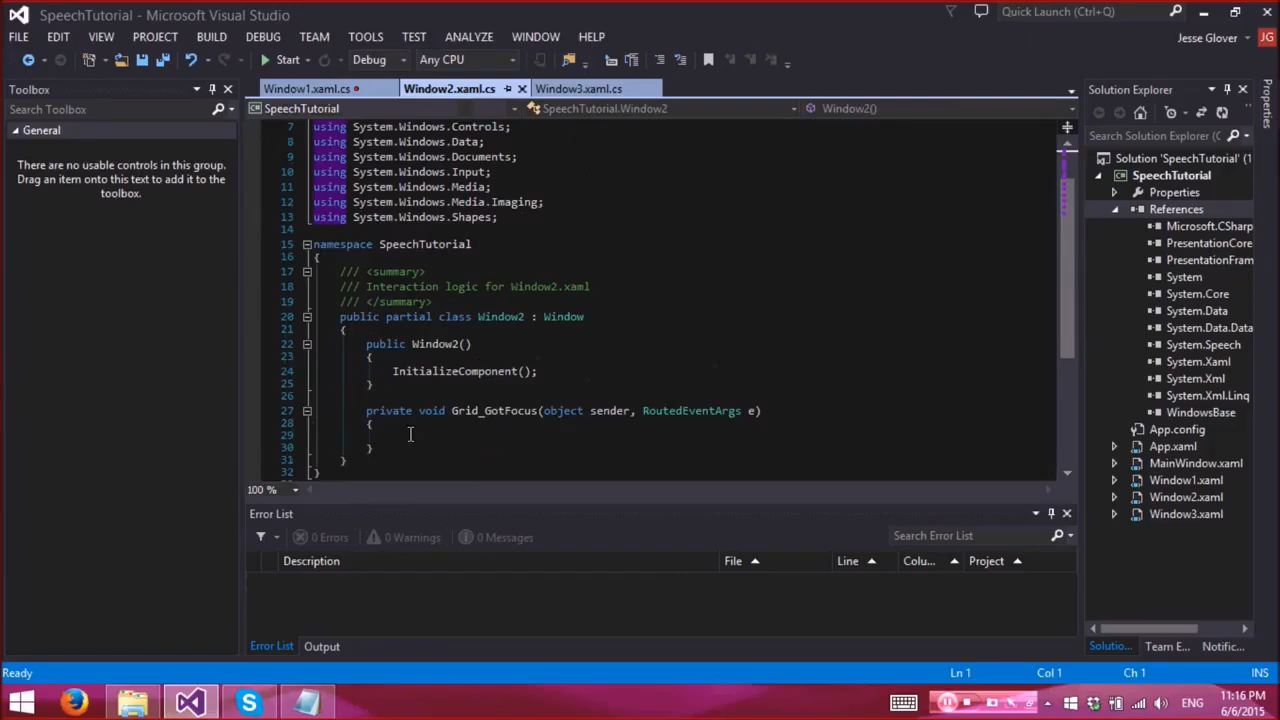 SpeechTutorial - Microsoft Visual Studio
Quick Launch (Ctrl+Q)
FILE EDIT VIEW PROJECT BUILD DEBUG TEAM TOOLS TEST ANALYZE WINDOW HELP
Jesse Glover JG
Start Debug Any CPU
Toolbox
Search Toolbox
General
There are no usable controls in this group.
Drag an item onto this text to add it to the
toolbox.
Window1.xaml.cs Window2.xaml.cs Window3.xaml.cs
SpeechTutorial SpeechTutorial.Window2 Window2()
7 using System.Windows.Controls;
8 using System.Windows.Data;
9 using System.Windows.Documents;
10 using System.Windows.Input;
11 using System.Windows.Media;
12 using System.Windows.Media.Imaging;
13 using System.Windows.Shapes;
14
15 namespace SpeechTutorial
16 {
17 /// <summary>
18 /// Interaction logic for Window2.xaml
19 /// </summary>
20 public partial class Window2 : Window
21 {
22 public Window2()
23 {
24 InitializeComponent();
25 }
26
27 private void Grid_GotFocus(object sender, RoutedEventArgs e)
28 {
29
30 }
31 }
32 }
100 %
Error List
0 Errors 0 Warnings 0 Messages
Search Error List
Description File Line Colu... Project
Error List Output
Solution Explorer
Search Solution Explorer
Solution 'SpeechTutorial' (1
SpeechTutorial
Properties
References
Microsoft.CSharp
PresentationCore
PresentationFram
System
System.Core
System.Data
System.Data.Data
System.Speech
System.Xaml
System.Xml
System.Xml.Linq
WindowsBase
App.config
App.xaml
MainWindow.xaml
Window1.xaml
Window2.xaml
Window3.xaml
Solutio... Team E... Notific...
Properties
Ready Ln 1 Col 1 Ch 1 INS
ENG
11:16 PM
6/6/2015